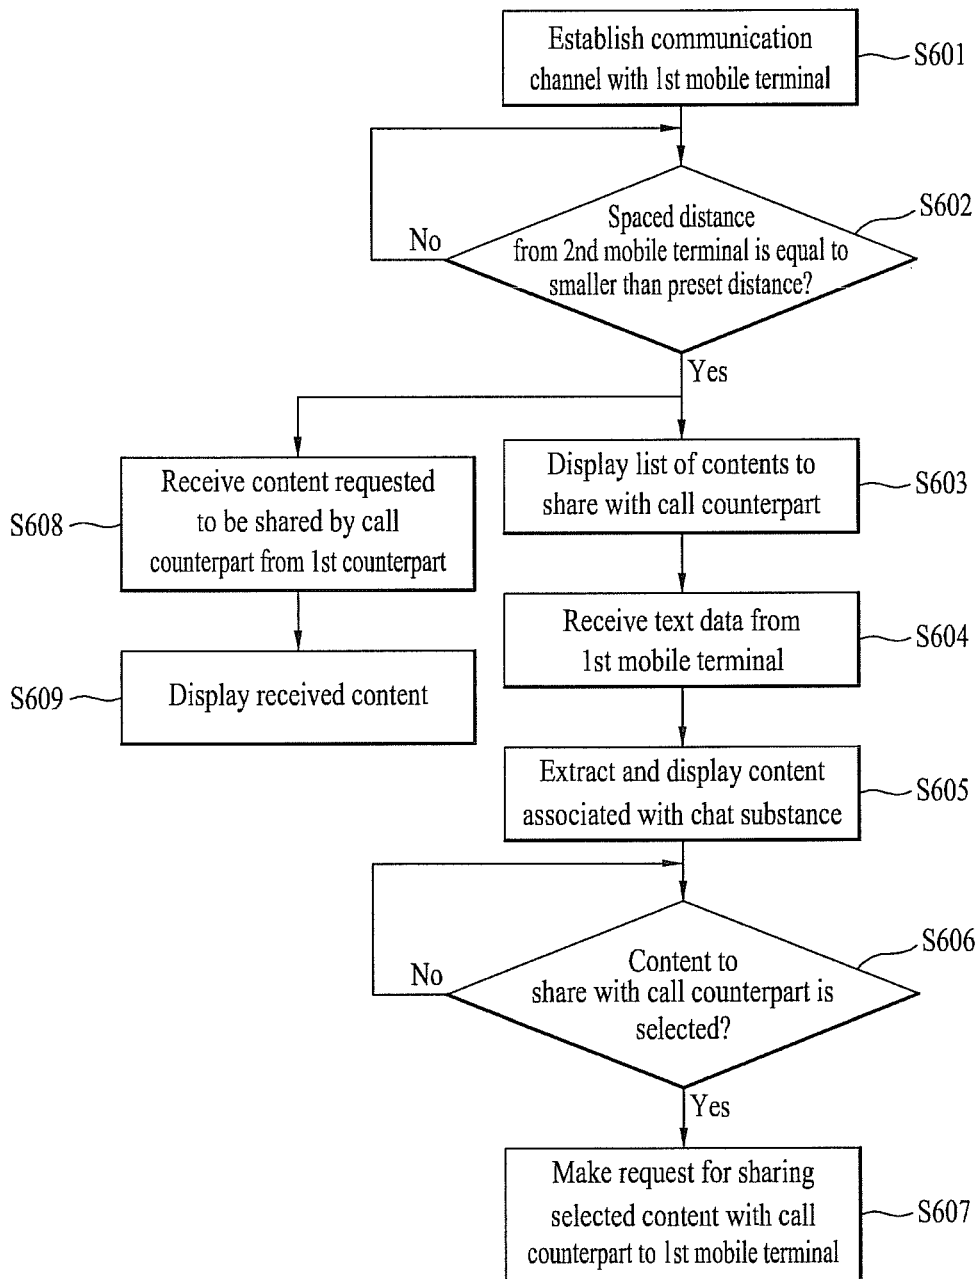 Establish communication
channel with 1st mobile terminal
S601
Spaced distance
from 2nd mobile terminal is equal to
smaller than preset distance?
S602
No
Yes
Receive content requested
to be shared by call
counterpart from 1st counterpart
S608
Display received content
S609
Display list of contents to
share with call counterpart
S603
Receive text data from
1st mobile terminal
S604
Extract and display content
associated with chat substance
S605
Content to
share with call counterpart is
selected?
S606
No
Yes
Make request for sharing
selected content with call
counterpart to 1st mobile terminal
S607